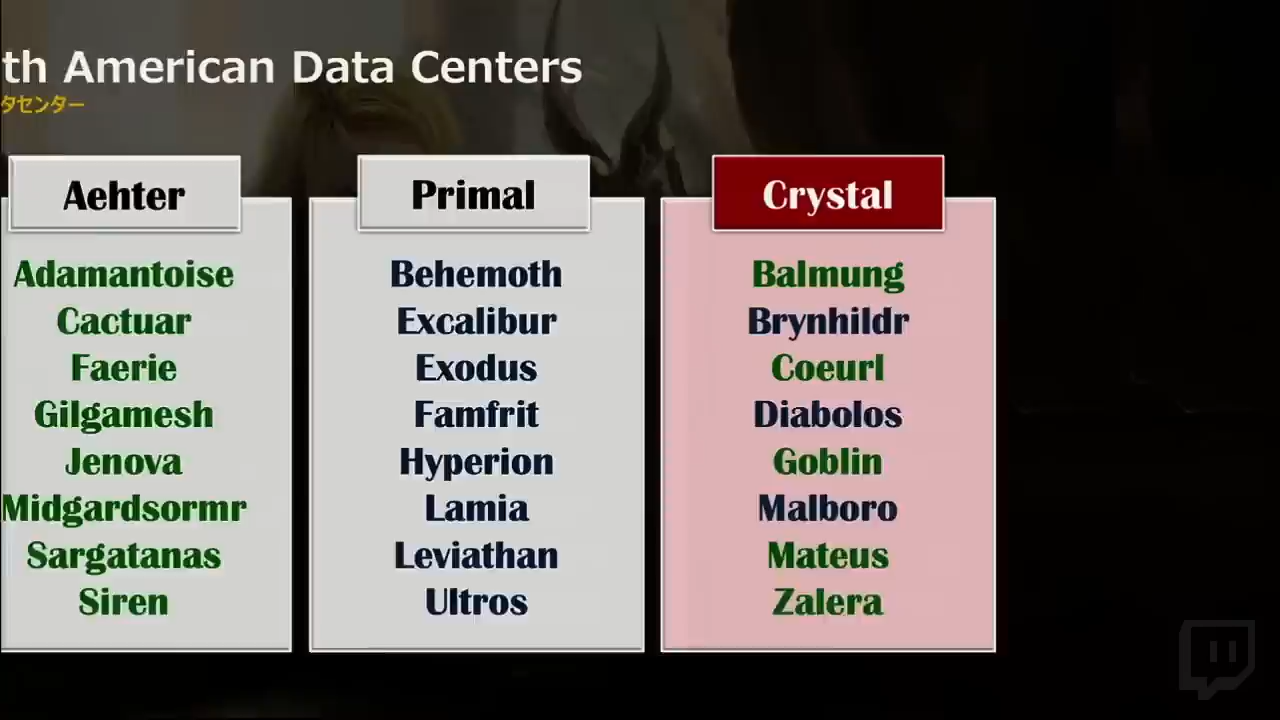 th American Data Centers
タセンター
Aehter
Adamantoise
Cactuar
Faerie
Gilgamesh
Jenova
Midgardsormr
Sargatanas
Siren
Primal
Behemoth
Excalibur
Exodus
Famfrit
Hyperion
Lamia
Leviathan
Ultros
Crystal
Balmung
Brynhildr
Coeurl
Diabolos
Goblin
Malboro
Mateus
Zalera